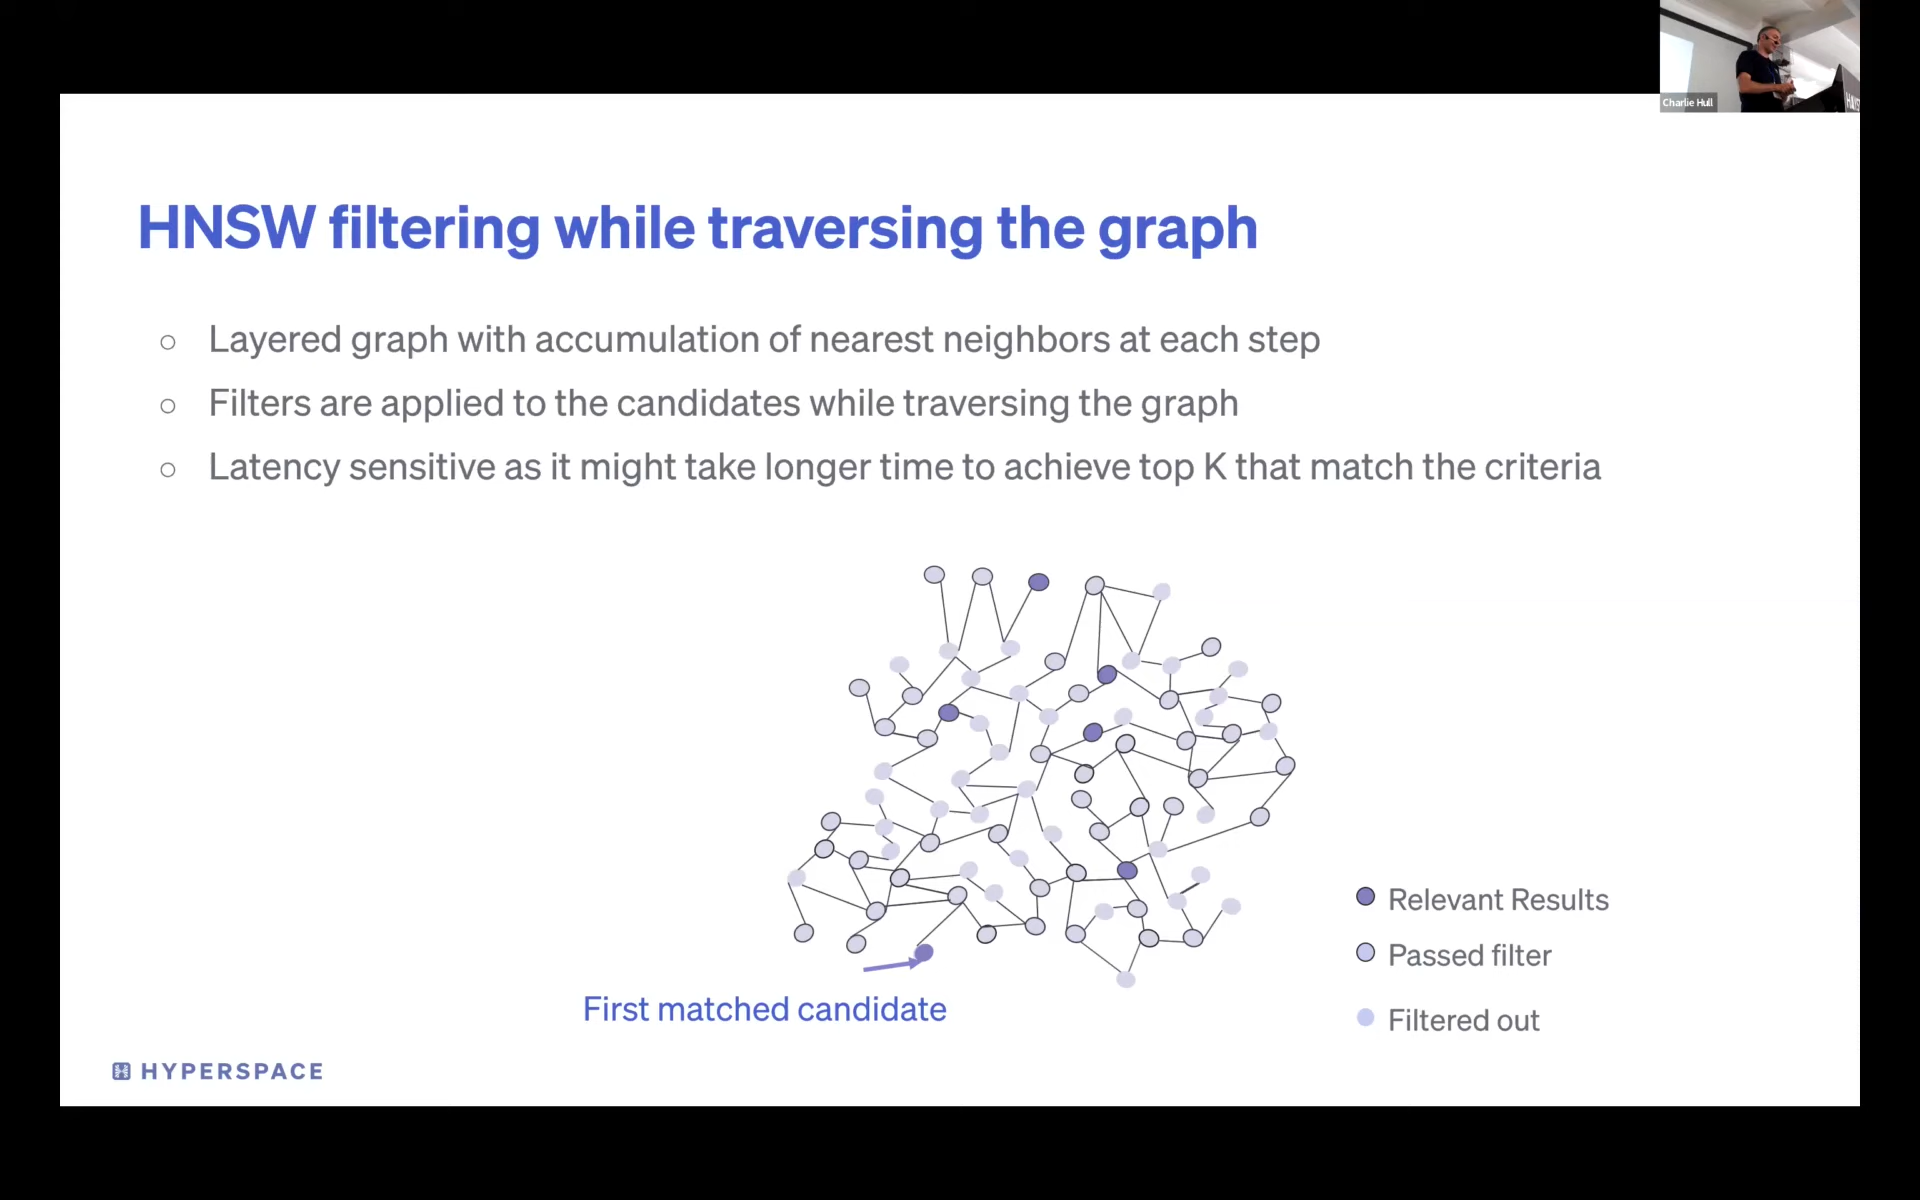 Charlie Hull
HNSW filtering while traversing the graph
Layered graph with accumulation of nearest neighbors at each step
Filters are applied to the candidates while traversing the graph
Latency sensitive as it might take longer time to achieve top K that match the criteria
Relevant Results
Passed filter
First matched candidate
Filtered out
HYPERSPACE